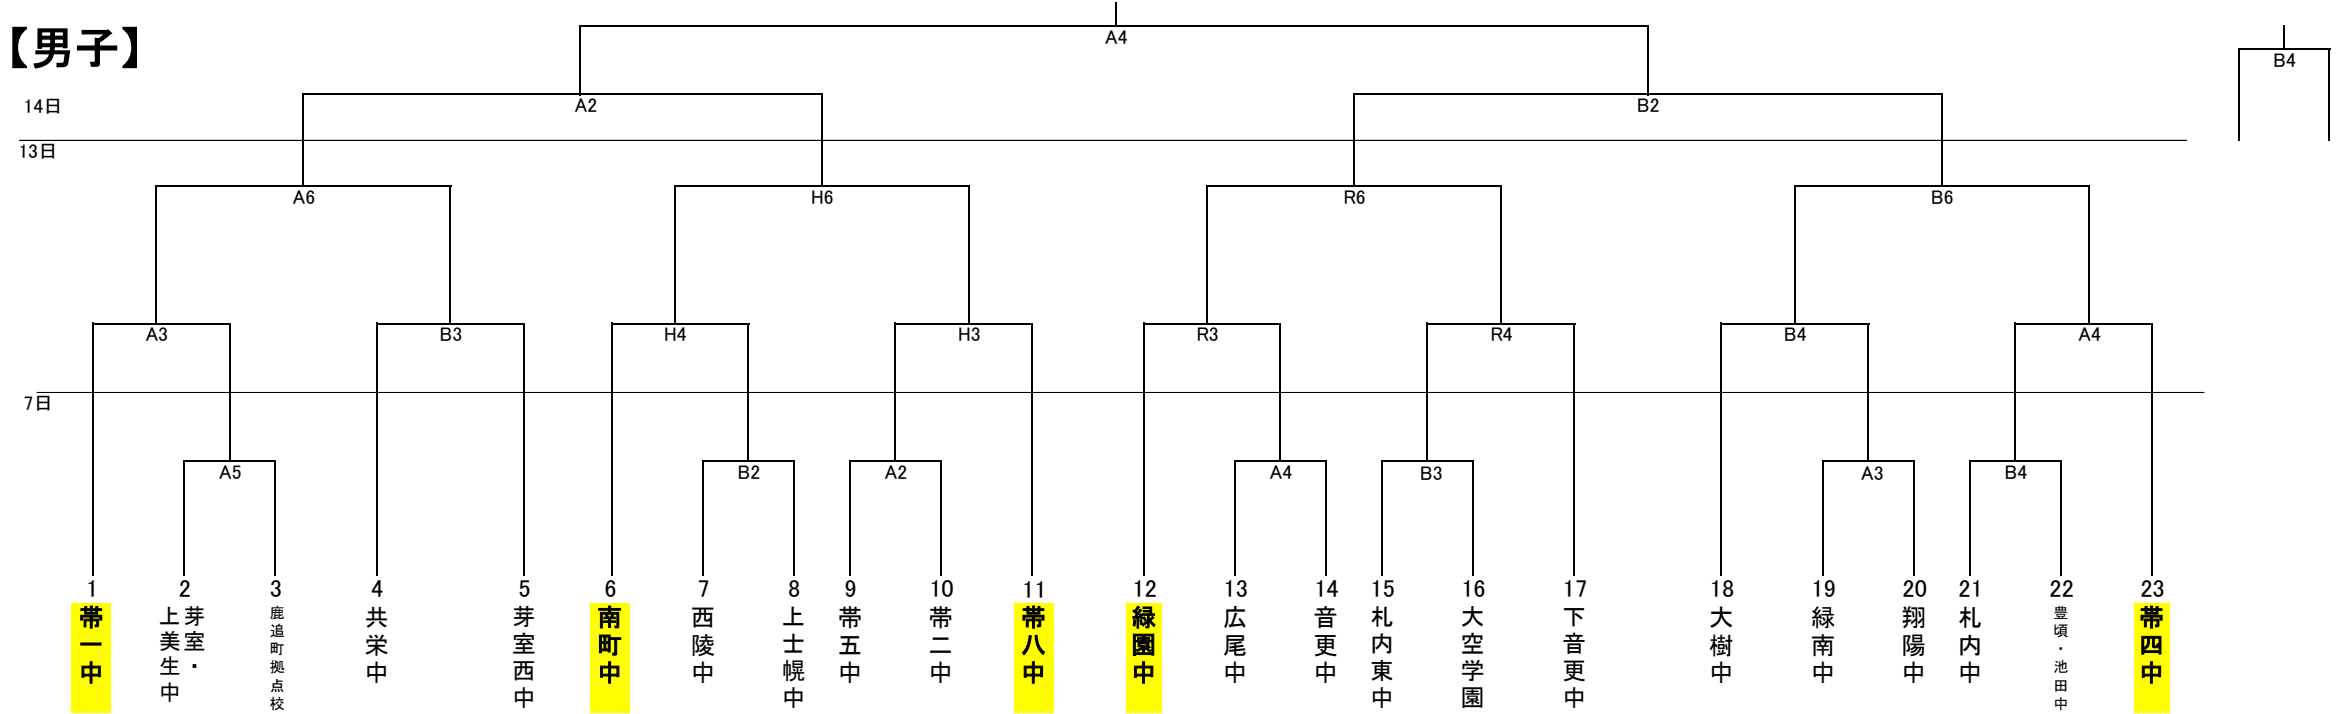 【男子】
A4
B4
14日
A2
B2
13日
A6
H6
R6
B6
A3
B3
H4
H3
R3
R4
B4
A4
7日
A5
B2
A2
A4
B3
A3
B4
1
2
3
4
5
6
7
8
9
10
11
12
13
14
15
16
17
18
19
20
21
22
23
帯一中
芽室・
上美生中
鹿追町拠点校
共栄中
芽室西中
南町中
西陵中
上士幌中
帯五中
帯二中
帯八中
緑園中
広尾中
音更中
札内東中
大空学園
下音更中
大樹中
緑南中
翔陽中
札内中
豊頃・池田中
帯四中